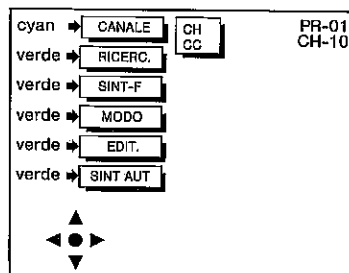 cyan CANALE CH PR-01
CC CH-10
verde RICERC.
verde SINT-F
verde MODO
verde EDIT.
verde SINT AUT